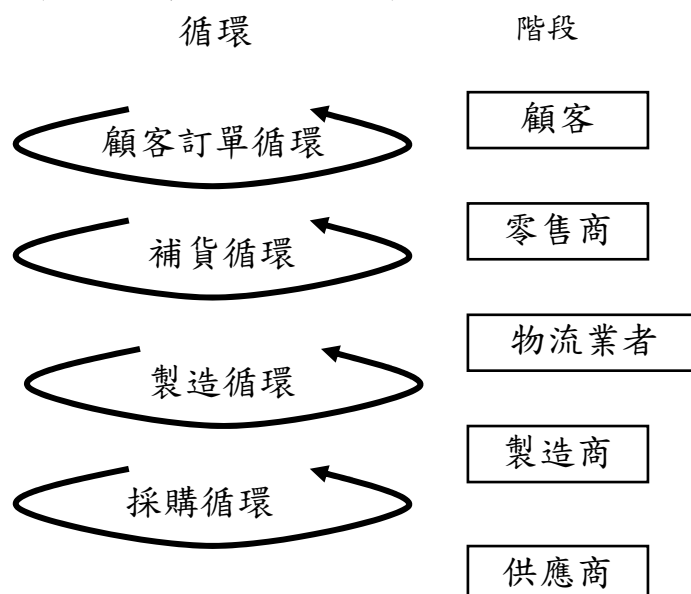 循環
階段
顧客訂單循環
顧客
補貨循環
零售商
物流業者
製造循環
製造商
採購循環
供應商